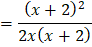 = (x + 2)² / 2x(x + 2)